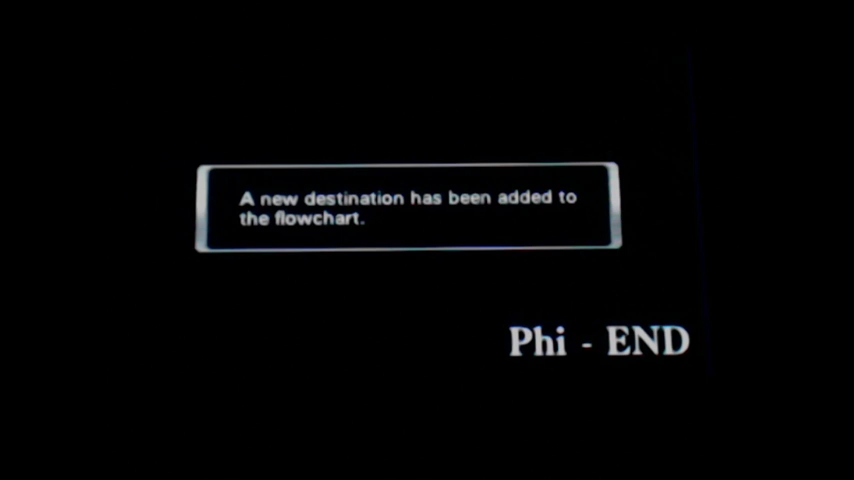 A new destination has been added to
the flowchart.
Phi - END